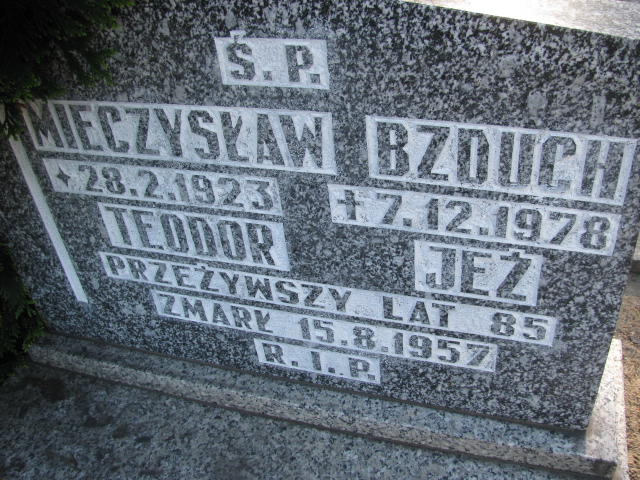 Ś.P.
MIECZYSŁAW BZDUCH
✶ 28.2.1923 † 7.12.1978
TEODOR JEŻ
PRZEŻYWSZY LAT 85
ZMARŁ 15.8.1957
R.I.P.